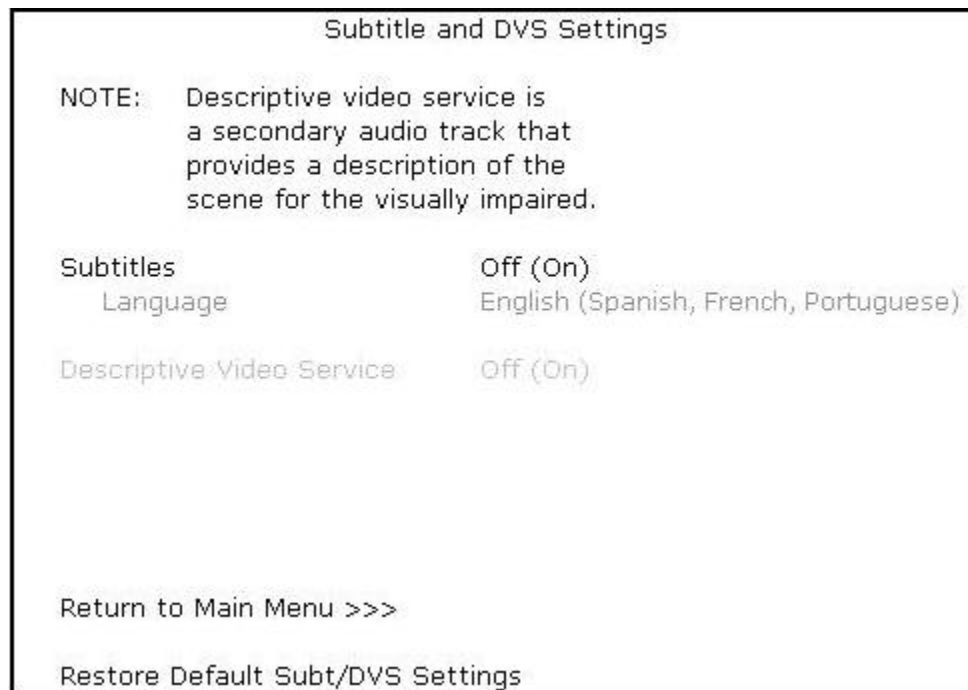 Subtitle and DVS Settings
NOTE: Descriptive video service is
a secondary audio track that
provides a description of the
scene for the visually impaired.
Subtitles Off (On)
Language English (Spanish, French, Portuguese)
Descriptive Video Service Off (On)
Return to Main Menu >>>
Restore Default Subt/DVS Settings